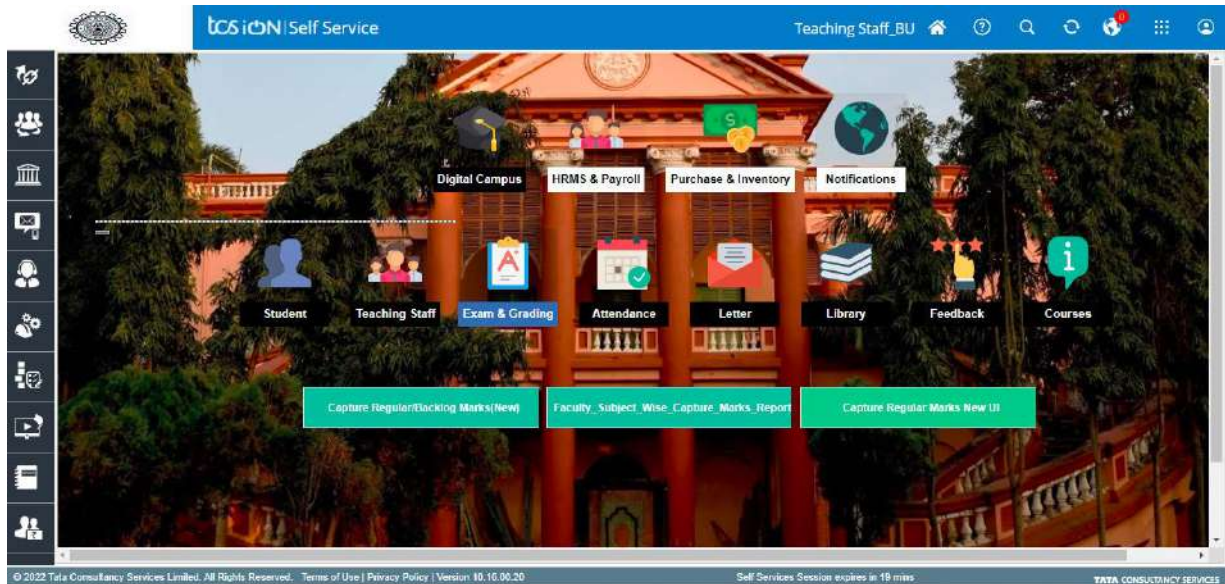 tcs iON | Self Service
Teaching Staff_BU
0
Digital Campus
HRMS & Payroll
Purchase & Inventory
Notifications
Student
Teaching Staff
Exam & Grading
Attendance
Letter
Library
Feedback
Courses
Capture Regular/Backlog Marks(New)
Faculty_Subject_Wise_Capture_Marks_Report
Capture Regular Marks New UI
© 2022 Tata Consultancy Services Limited. All Rights Reserved. Terms of Use | Privacy Policy | Version 10.16.00.20
Self Services Session expires in 19 mins
TATA CONSULTANCY SERVICES